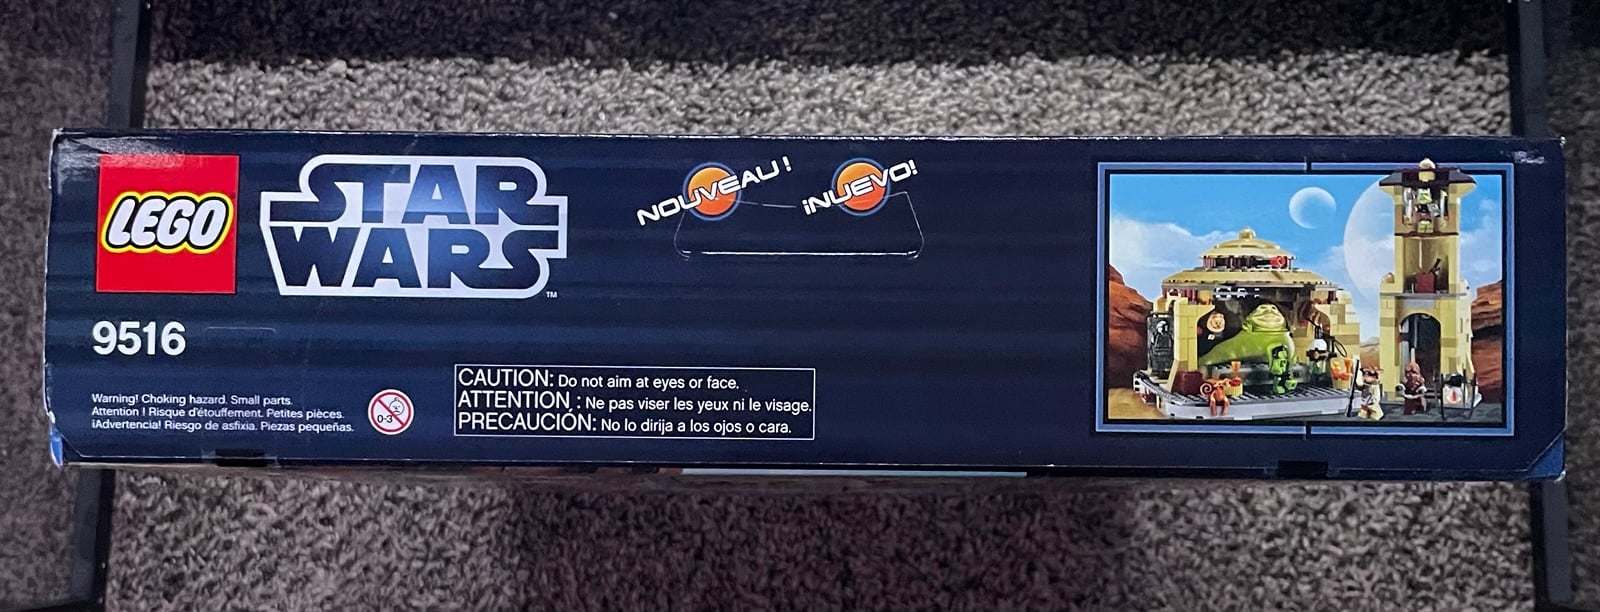 LEGO
STAR
WARS
TM
9516
NOUVEAU !
¡NUEVO!
Warning! Choking hazard. Small parts.
Attention ! Risque d'étouffement. Petites pièces.
¡Advertencia! Riesgo de asfixia. Piezas pequeñas.
0-3
CAUTION: Do not aim at eyes or face.
ATTENTION : Ne pas viser les yeux ni le visage.
PRECAUCIÓN: No lo dirija a los ojos o cara.